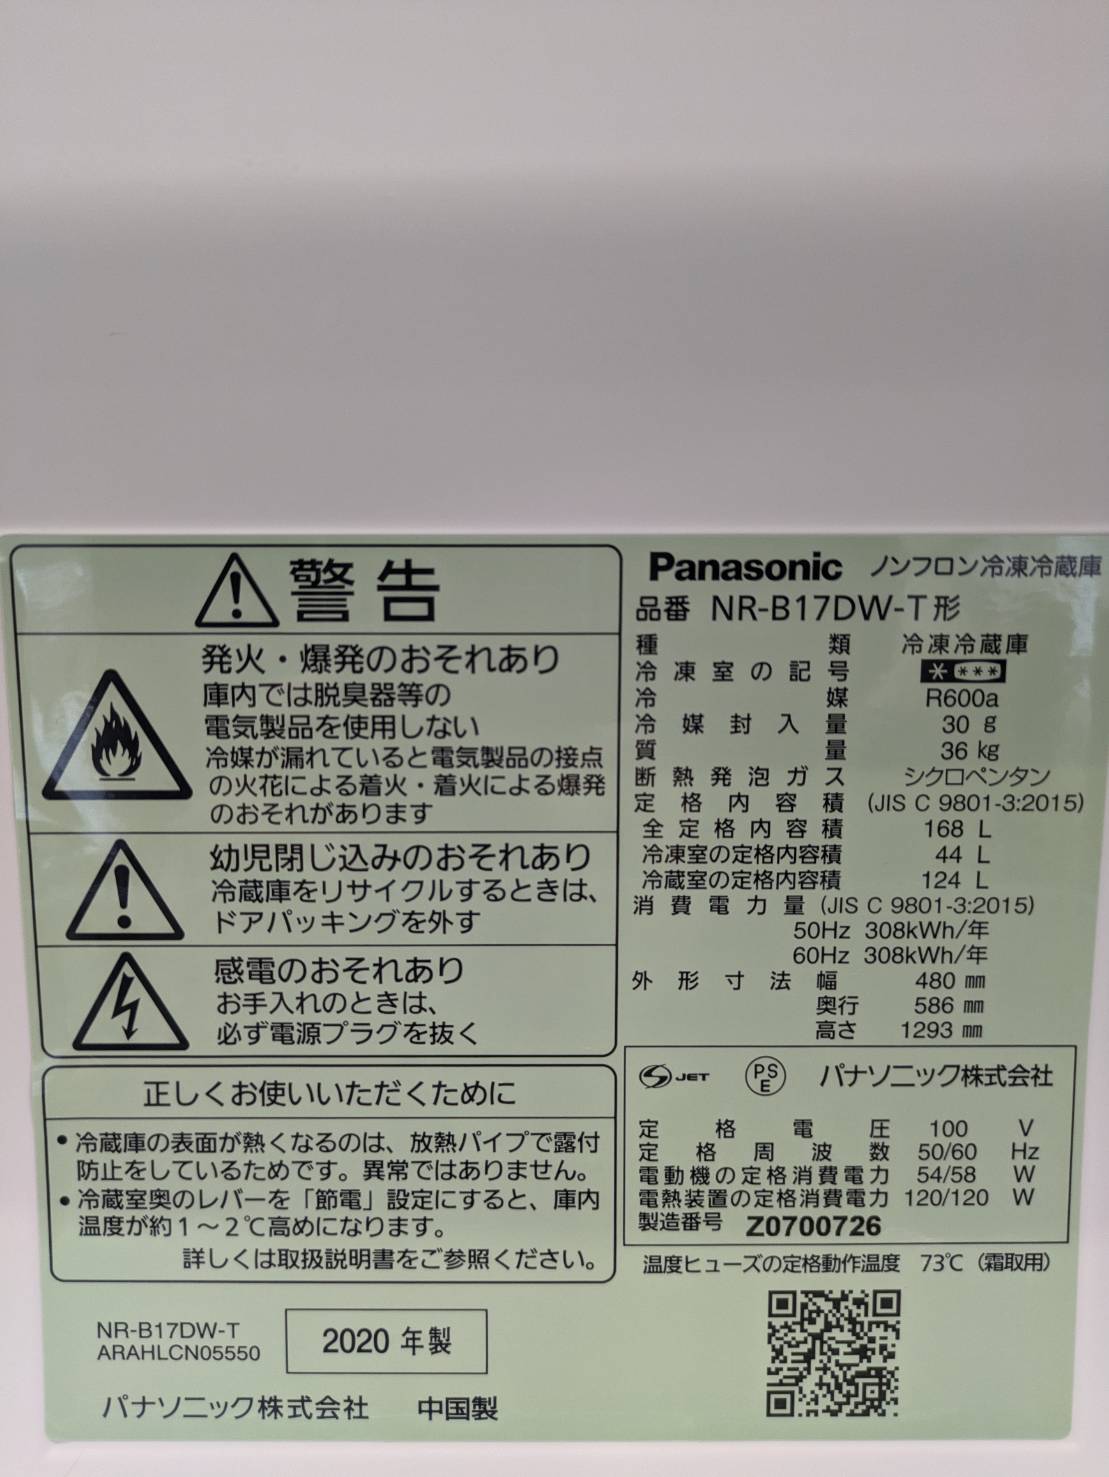 警告
発火・爆発のおそれあり
庫内では脱臭器等の
電気製品を使用しない
冷媒が漏れていると電気製品の接点
の火花による着火・着火による爆発
のおそれがあります
幼児閉じ込みのおそれあり
冷蔵庫をリサイクルするときは、
ドアパッキングを外す
感電のおそれあり
お手入れのときは、
必ず電源プラグを抜く
正しくお使いいただくために
•冷蔵庫の表面が熱くなるのは、放熱パイプで露付
防止をしているためです。異常ではありません。
•冷蔵室奥のレバーを「節電」設定にすると、庫内
温度が約1~2℃高めになります。
詳しくは取扱説明書をご参照ください。
NR-B17DW-T
ARAHLCN05550
2020年製
パナソニック株式会社 中国製
Panasonic ノンフロン冷凍冷蔵庫
品番 NR-B17DW-T形
種類 冷凍冷蔵庫
冷凍室の記号 * ***
冷媒 R600a
冷媒封入量 30 g
質量 36 kg
断熱発泡ガス シクロペンタン
定格内容積 (JIS C 9801-3:2015)
全定格内容積 168 L
冷凍室の定格内容積 44 L
冷蔵室の定格内容積 124 L
消費電力量 (JIS C 9801-3:2015)
50Hz 308kWh/年
60Hz 308kWh/年
外形寸法 幅 480 mm
奥行 586 mm
高さ 1293 mm
S JET PSE パナソニック株式会社
定格電圧 100 V
定格周波数 50/60 Hz
電動機の定格消費電力 54/58 W
電熱装置の定格消費電力 120/120 W
製造番号 Z0700726
温度ヒューズの定格動作温度 73℃ (霜取用)